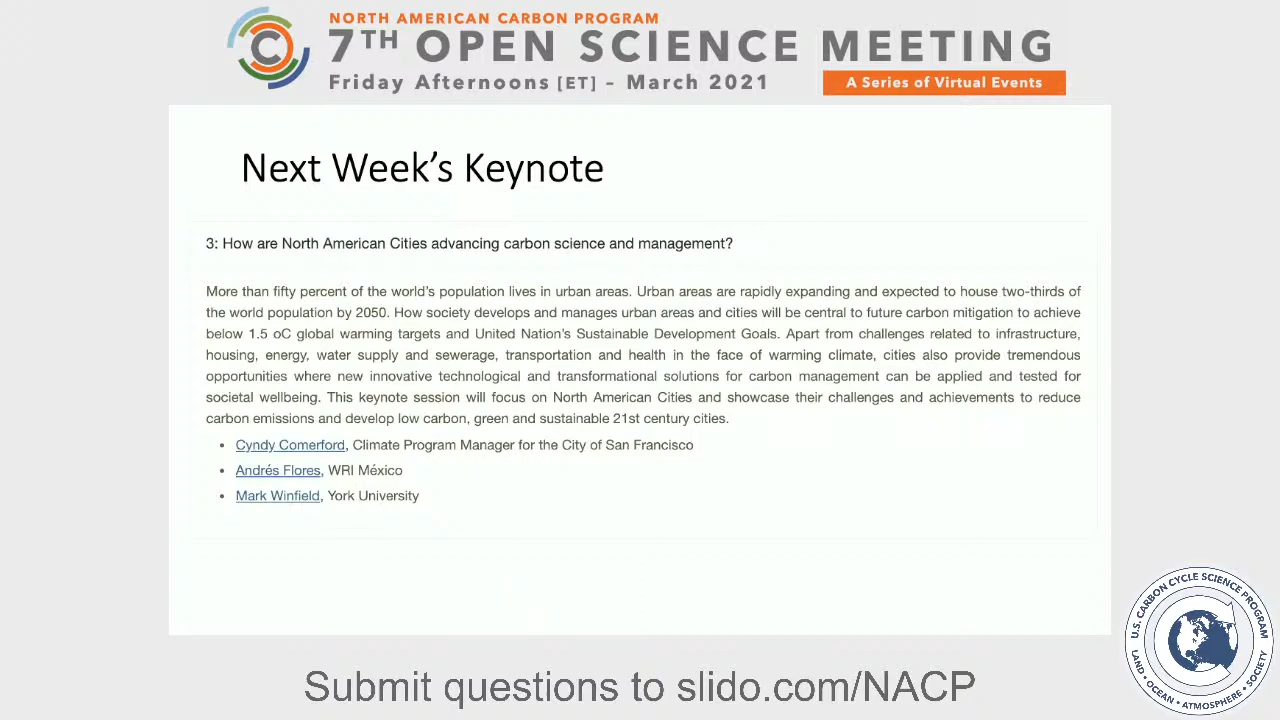 NORTH AMERICAN CARBON PROGRAM
7TH OPEN SCIENCE MEETING
Friday Afternoons [ET] – March 2021
A Series of Virtual Events
Next Week's Keynote
3: How are North American Cities advancing carbon science and management?
More than fifty percent of the world's population lives in urban areas. Urban areas are rapidly expanding and expected to house two-thirds of
the world population by 2050. How society develops and manages urban areas and cities will be central to future carbon mitigation to achieve
below 1.5 oC global warming targets and United Nation's Sustainable Development Goals. Apart from challenges related to infrastructure,
housing, energy, water supply and sewerage, transportation and health in the face of warming climate, cities also provide tremendous
opportunities where new innovative technological and transformational solutions for carbon management can be applied and tested for
societal wellbeing. This keynote session will focus on North American Cities and showcase their challenges and achievements to reduce
carbon emissions and develop low carbon, green and sustainable 21st century cities.
• Cyndy Comerford, Climate Program Manager for the City of San Francisco
• Andrés Flores, WRI México
• Mark Winfield, York University
U.S. CARBON CYCLE SCIENCE PROGRAM
LAND • OCEAN • ATMOSPHERE • SOCIETY
Submit questions to slido.com/NACP